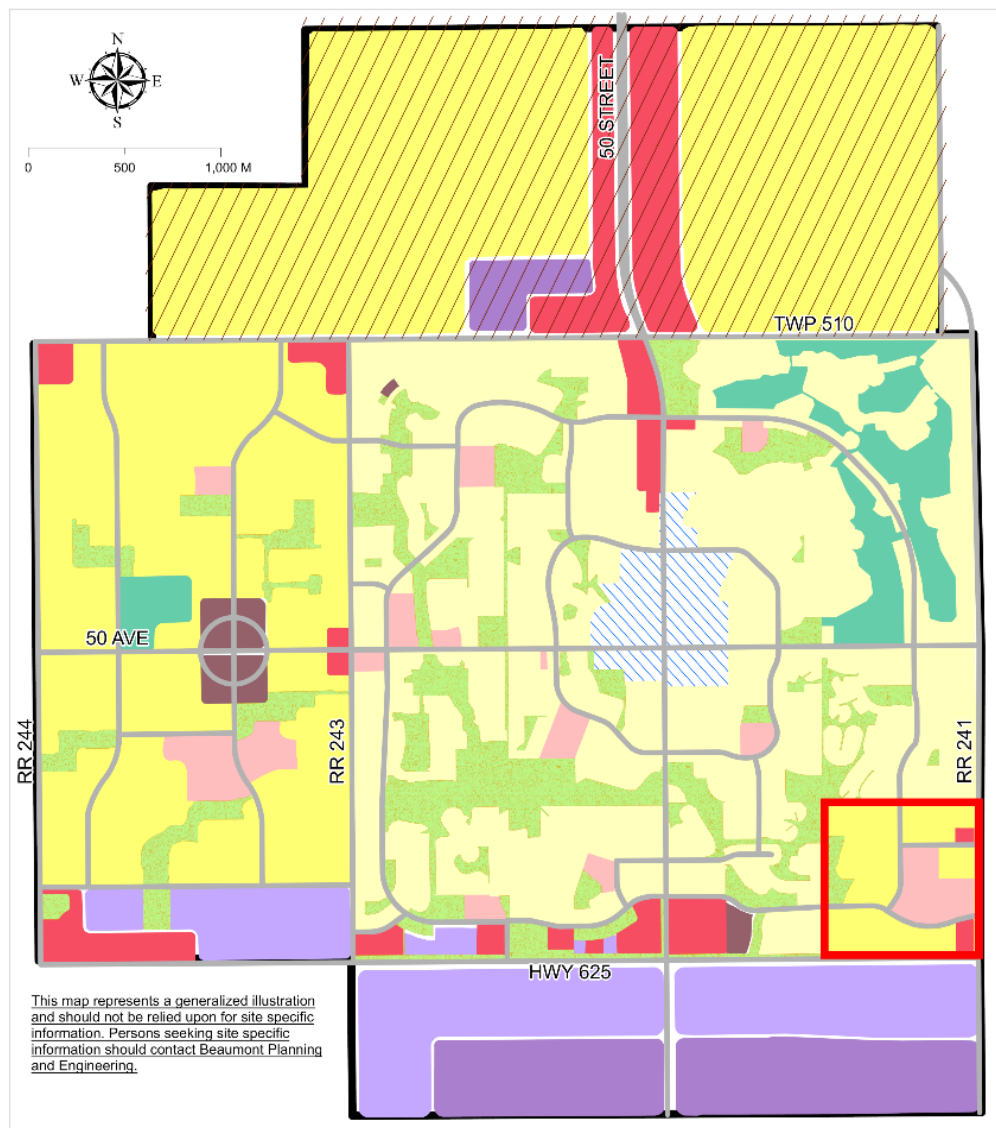 N
W E
S
0 500 1,000 M
50 STREET
TWP 510
50 AVE
RR 244
RR 243
RR 241
HWY 625
This map represents a generalized illustration
and should not be relied upon for site specific
information. Persons seeking site specific
information should contact Beaumont Planning
and Engineering.